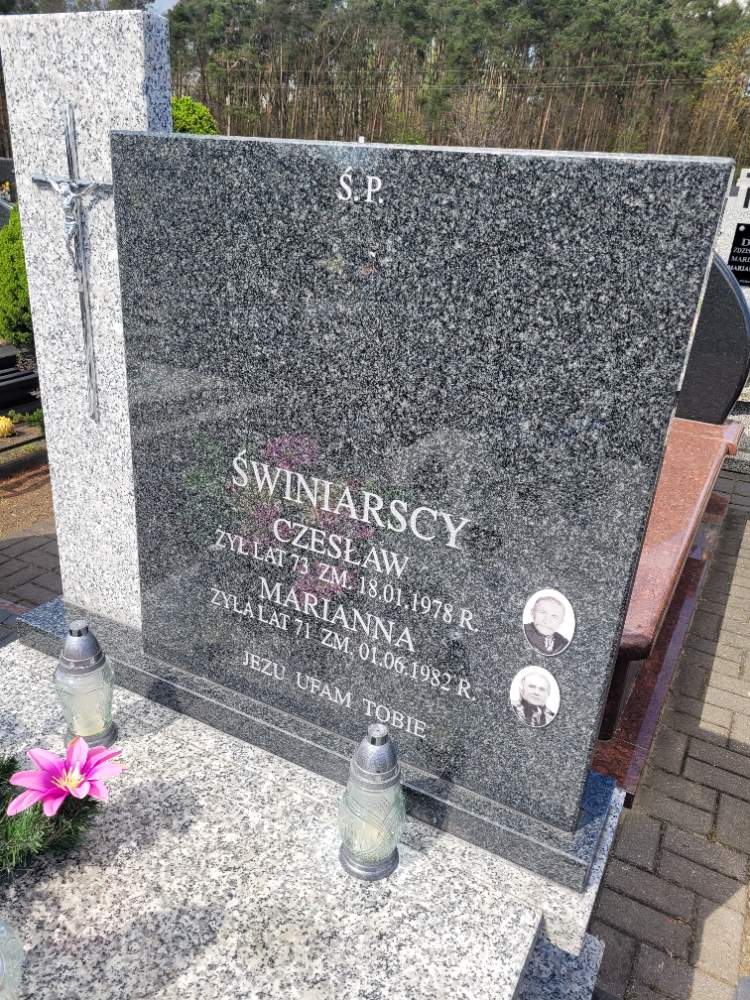 Ś. P.
ŚWINIARSCY
CZESŁAW
ŻYŁ LAT 73 ZM. 18.01.1978 R.
MARIANNA
ŻYŁA LAT 71 ZM. 01.06.1982 R.
JEZU UFAM TOBIE